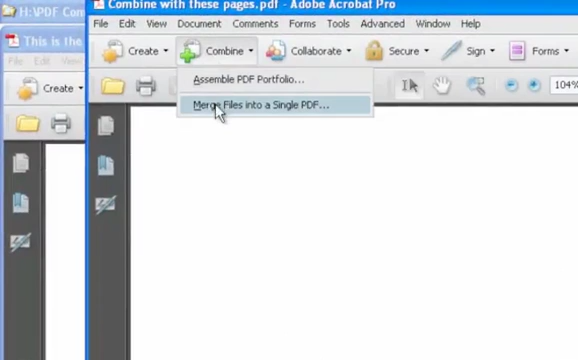 H:\PDF Com
Combine with these pages.pdf - Adobe Acrobat Pro
This is the
File Edit View Document Comments Forms Tools Advanced Window Help
File Edit
Create Combine Collaborate Secure Sign Forms
Create
Assemble PDF Portfolio...
104%
Merge Files into a Single PDF...